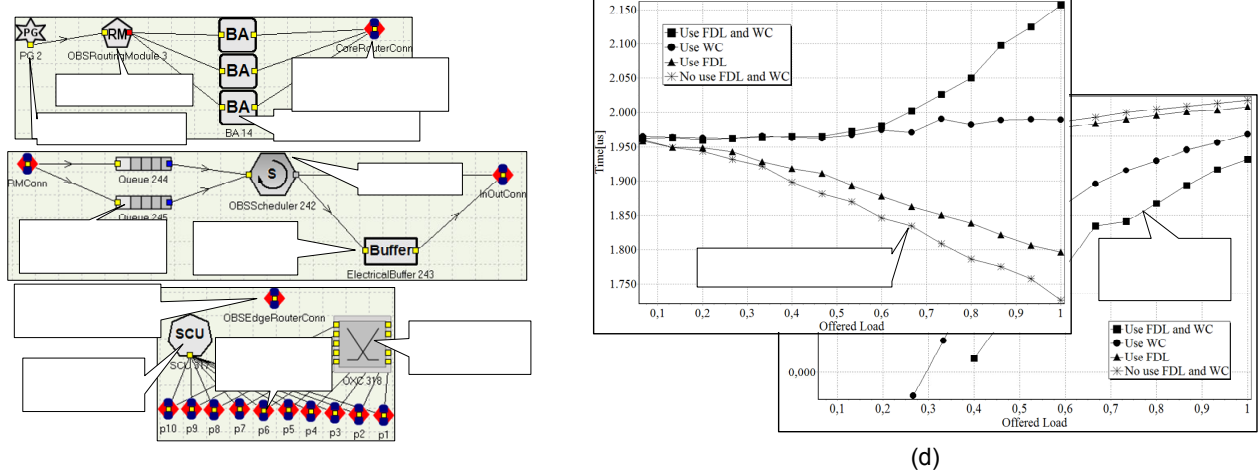 PG
PG 2
RM
OBSRoutingModule 3
BA
BA
BA
BA 14
CoreRouterConn
RMConn
Queue 244
Queue 245
S
OBSScheduler 242
InOutConn
Buffer
ElectricalBuffer 243
OBSEdgeRouterConn
SCU
SCU 317
OXC 318
p10 p9 p8 p7 p6 p5 p4 p3 p2 p1
2.150
2.100
2.050
2.000
1.950
1.900
1.850
1.800
1.750
Time[us]
Use FDL and WC
Use WC
Use FDL
No use FDL and WC
0,1 0,2 0,3 0,4 0,5 0,6 0,7 0,8 0,9 1
Offered Load
0,000
Use FDL and WC
Use WC
Use FDL
No use FDL and WC
0,1 0,2 0,3 0,4 0,5 0,6 0,7 0,8 0,9 1
Offered Load
(d)